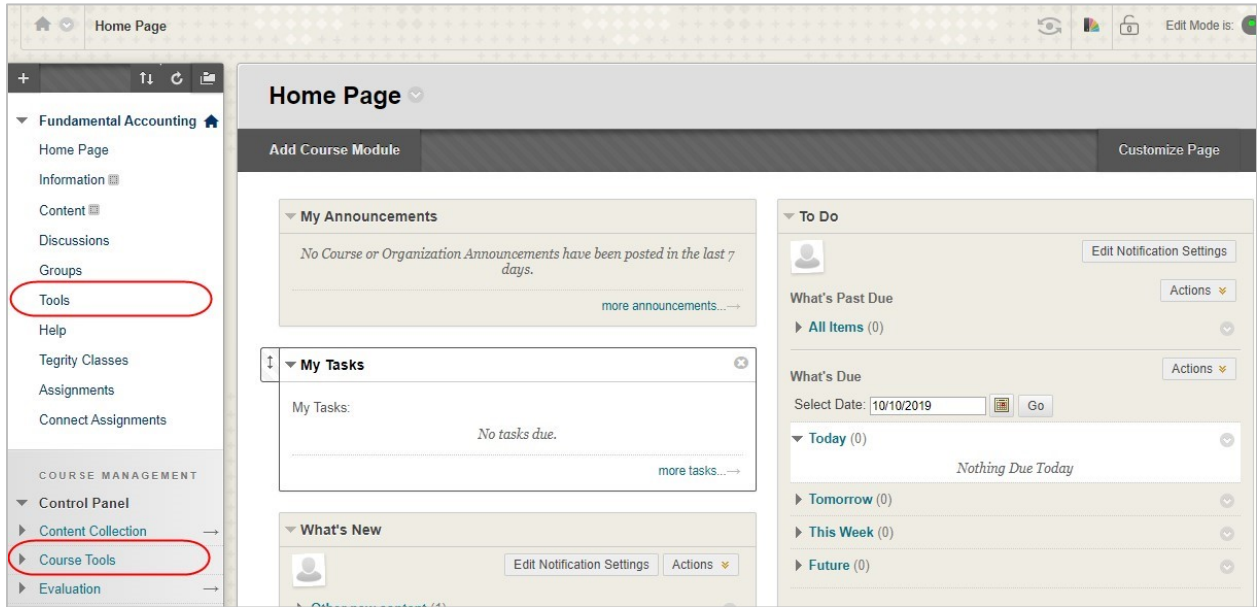 Home Page
Edit Mode is:
Fundamental Accounting
Home Page
Information
Content
Discussions
Groups
Tools
Help
Tegrity Classes
Assignments
Connect Assignments
COURSE MANAGEMENT
Control Panel
Content Collection
Course Tools
Evaluation
Home Page
Add Course Module
Customize Page
My Announcements
No Course or Organization Announcements have been posted in the last 7
days.
more announcements...
My Tasks
My Tasks:
No tasks due.
more tasks...
What's New
Edit Notification Settings
Actions
To Do
Edit Notification Settings
What's Past Due
Actions
All Items (0)
What's Due
Actions
Select Date: 10/10/2019 Go
Today (0)
Nothing Due Today
Tomorrow (0)
This Week (0)
Future (0)